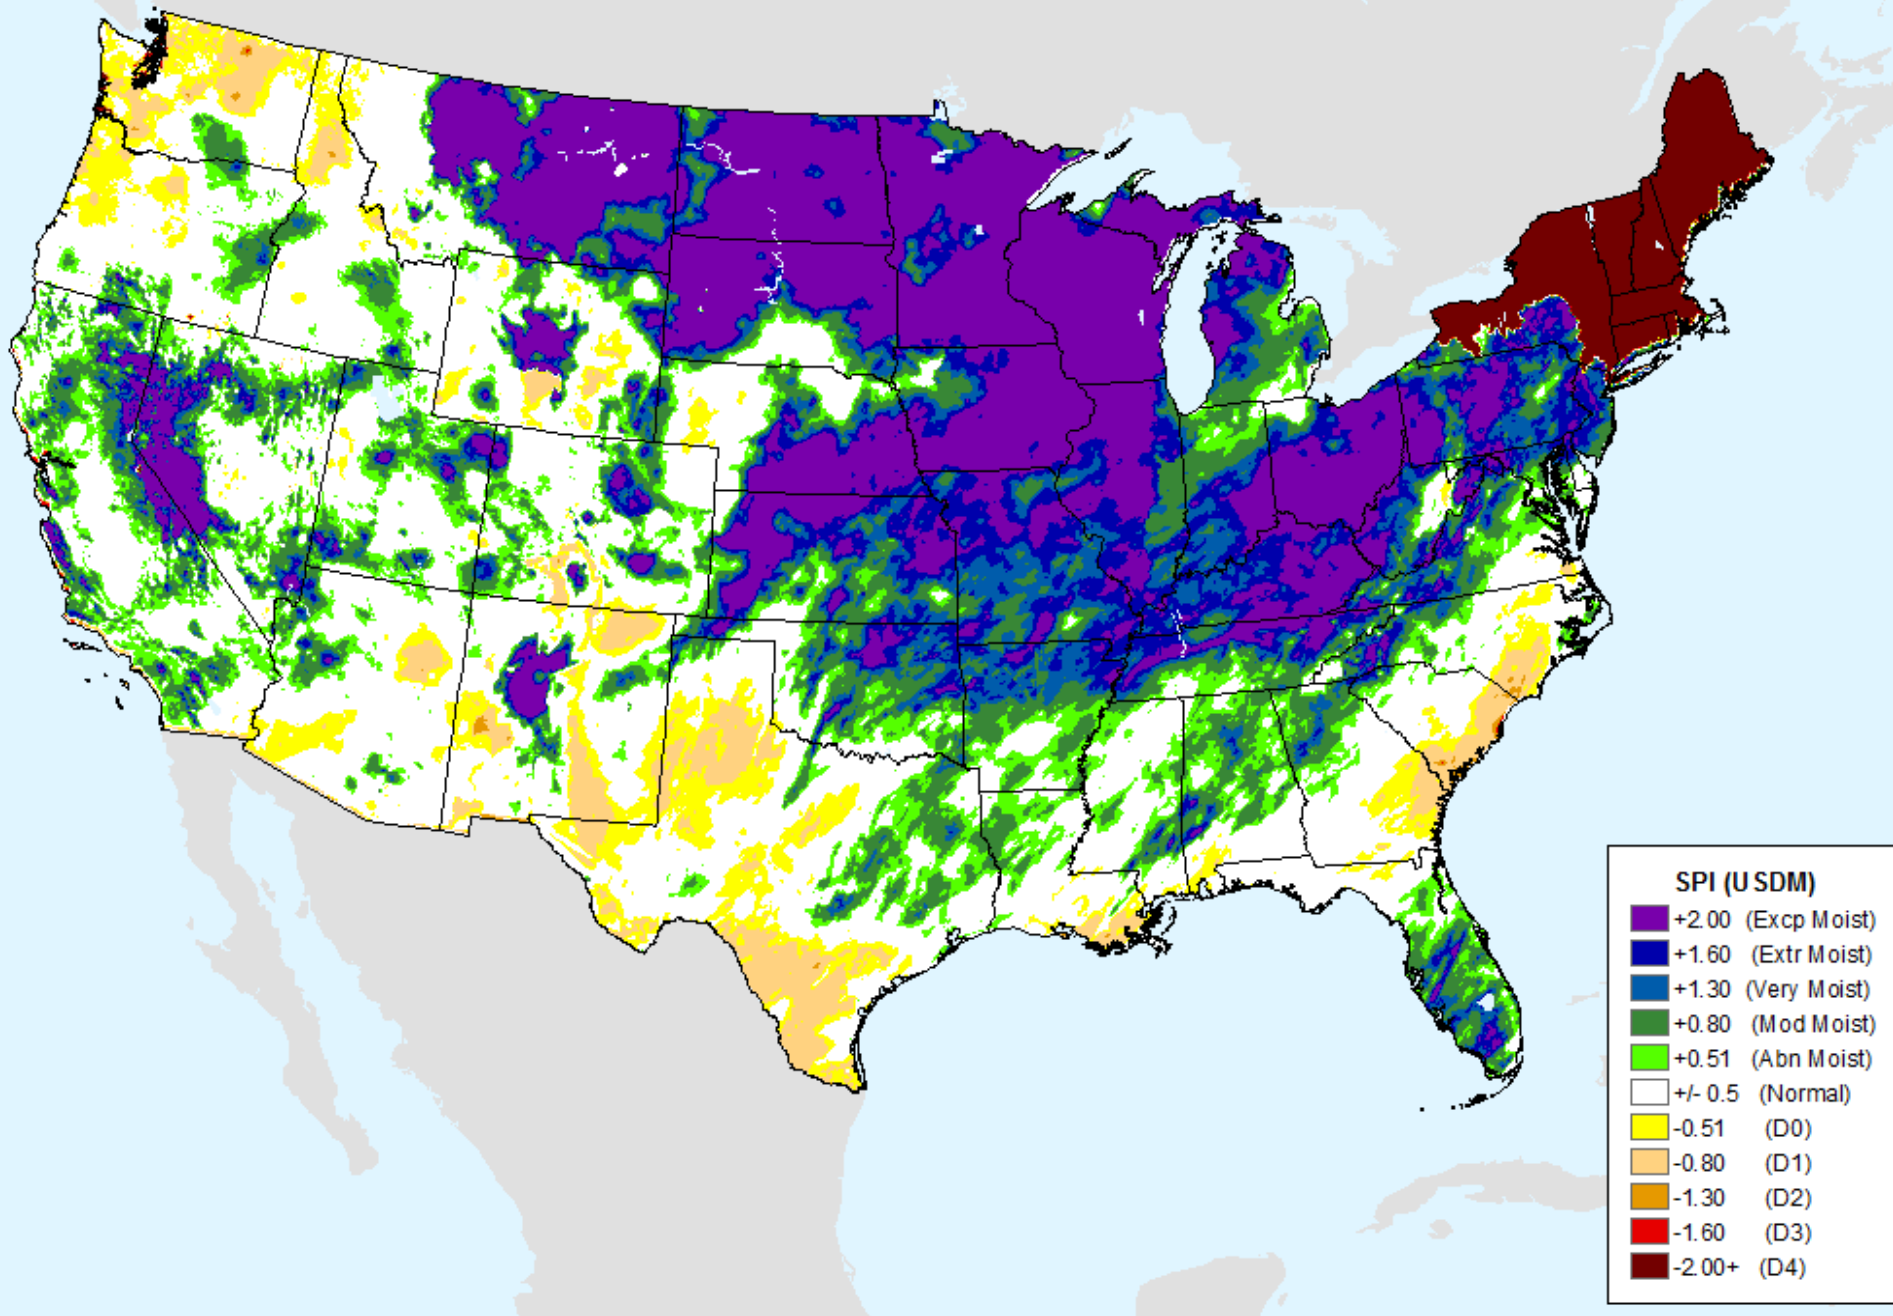 SPI (USDM)
+2.00 (Excp Moist)
+1.60 (Extr Moist)
+1.30 (Very Moist)
+0.80 (Mod Moist)
+0.51 (Abn Moist)
+/- 0.5 (Normal)
-0.51 (D0)
-0.80 (D1)
-1.30 (D2)
-1.60 (D3)
-2.00+ (D4)